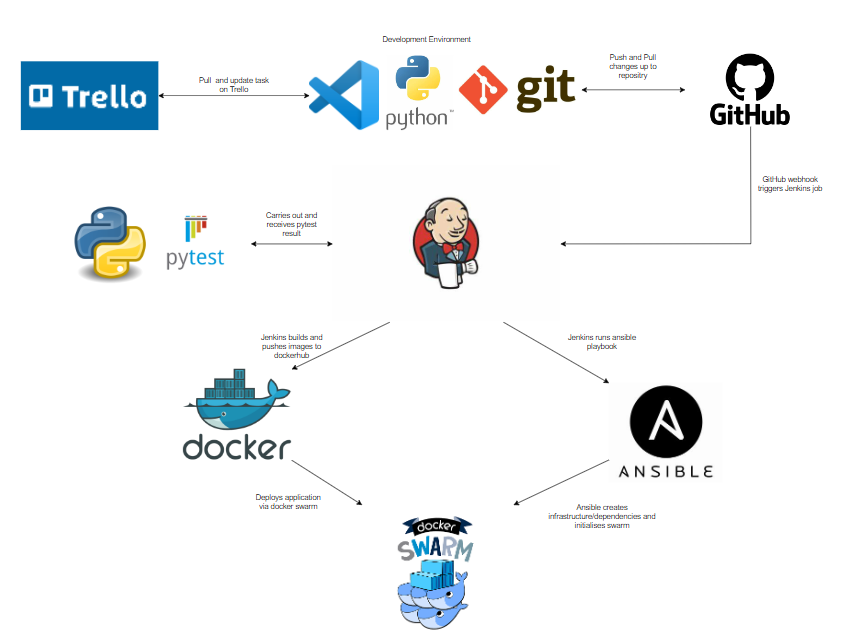 Development Environment
Trello
Pull and update task
on Trello
python™
git
Push and Pull
changes up to
repositry
GitHub
GitHub webhook
triggers Jenkins job
pytest
Carries out and
receives pytest
result
Jenkins builds and
pushes images to
dockerhub
Jenkins runs ansible
playbook
docker
ANSIBLE
Deploys application
via docker swarm
Ansible creates
infrastructure/dependencies and
initialises swarm
docker
SWARM